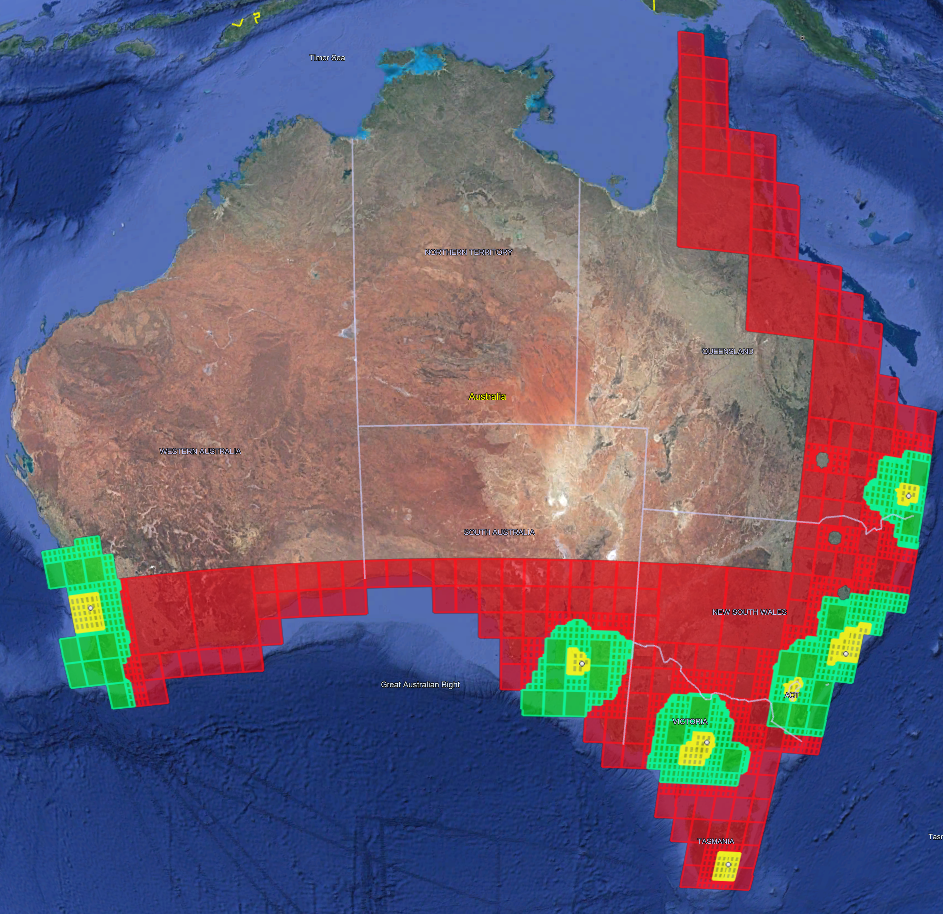 Timor Sea
NORTHERN TERRITORY
QUEENSLAND
Australia
WESTERN AUSTRALIA
SOUTH AUSTRALIA
NEW SOUTH WALES
Great Australian Bight
ACT
VICTORIA
TASMANIA